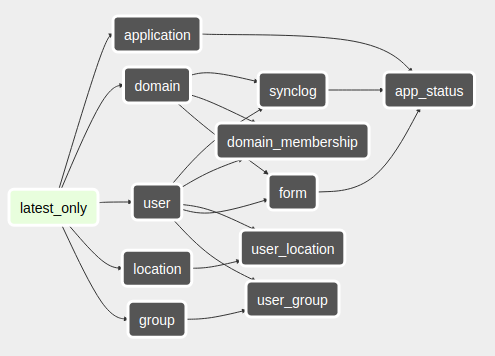 application
domain
synclog
app_status
domain_membership
form
user
latest_only
user_location
location
user_group
group